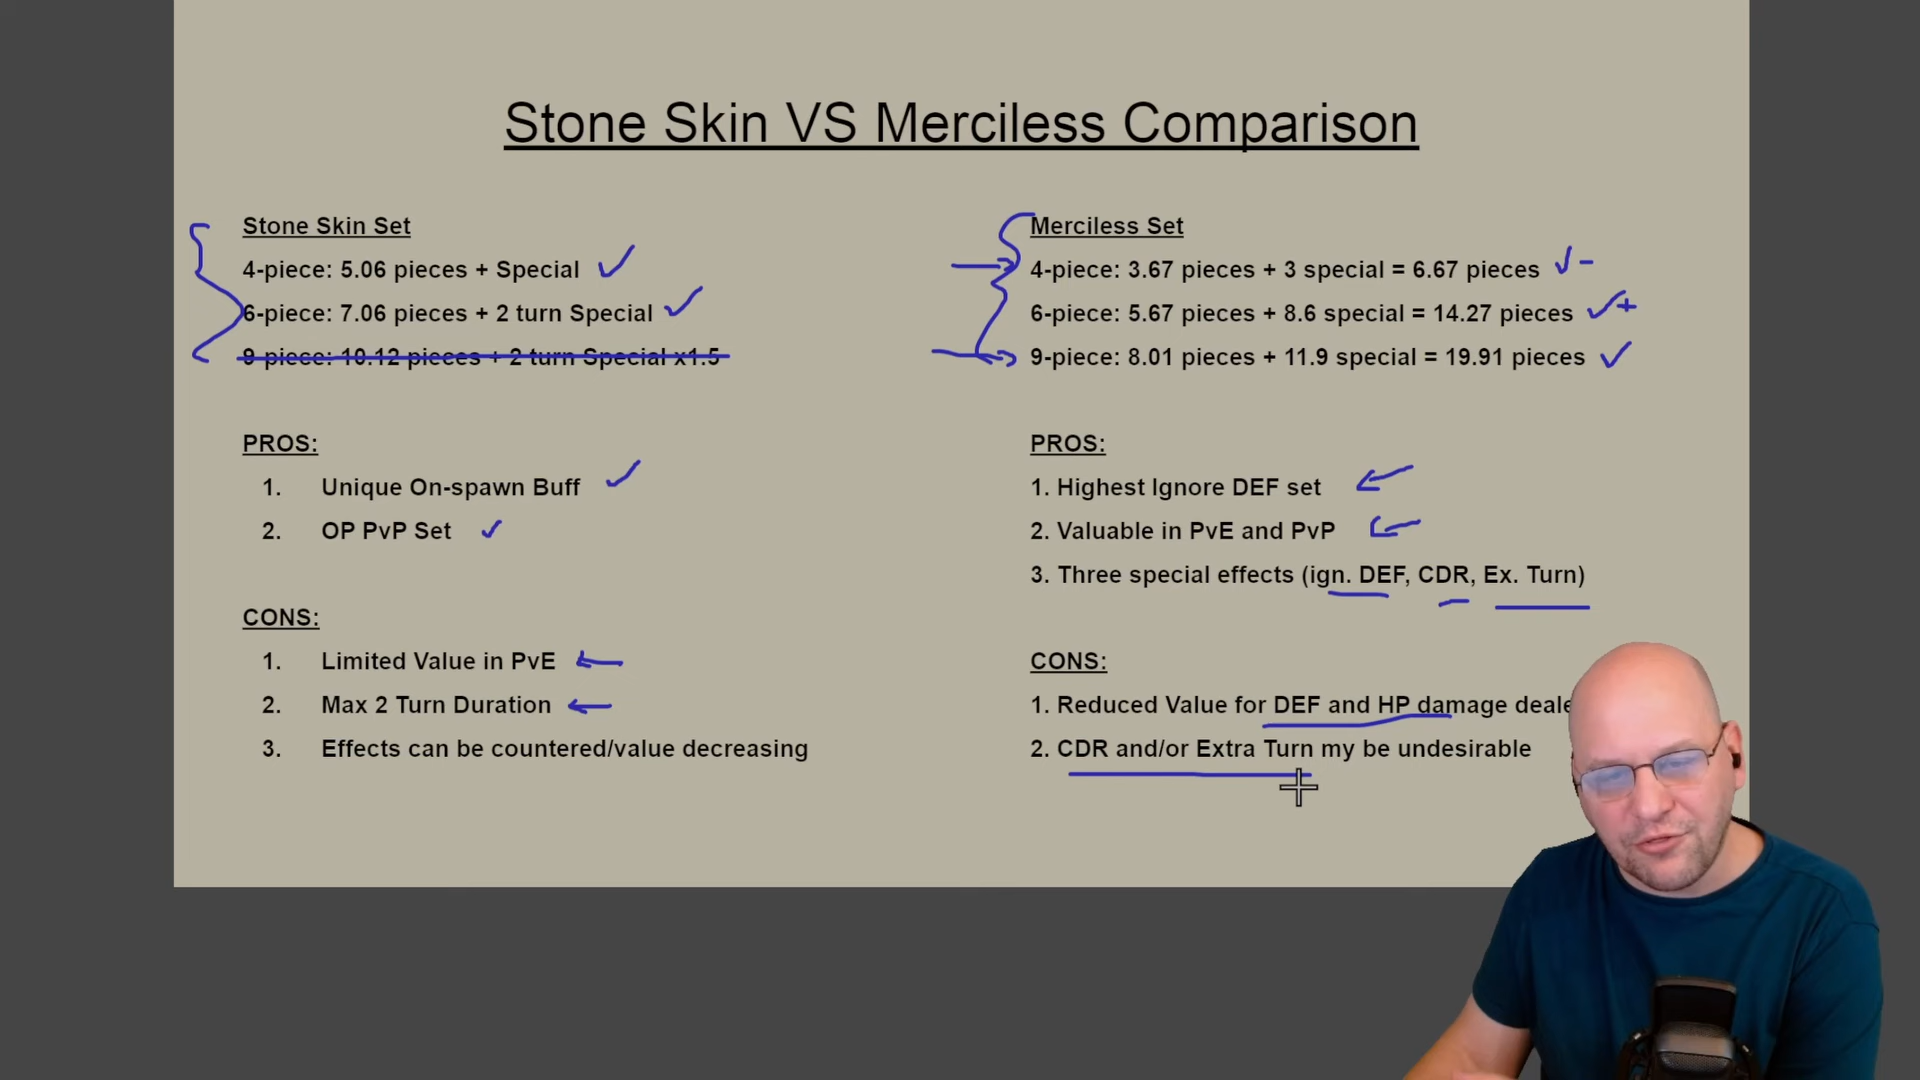 Stone Skin VS Merciless Comparison
Stone Skin Set
4-piece: 5.06 pieces + Special
6-piece: 7.06 pieces + 2 turn Special
9-piece: 10.12 pieces + 2 turn Special x1.5
PROS:
1. Unique On-spawn Buff
2. OP PvP Set
CONS:
1. Limited Value in PvE
2. Max 2 Turn Duration
3. Effects can be countered/value decreasing
Merciless Set
4-piece: 3.67 pieces + 3 special = 6.67 pieces
6-piece: 5.67 pieces + 8.6 special = 14.27 pieces
9-piece: 8.01 pieces + 11.9 special = 19.91 pieces
PROS:
1. Highest Ignore DEF set
2. Valuable in PvE and PvP
3. Three special effects (ign. DEF, CDR, Ex. Turn)
CONS:
1. Reduced Value for DEF and HP damage
2. CDR and/or Extra Turn my be undesirable